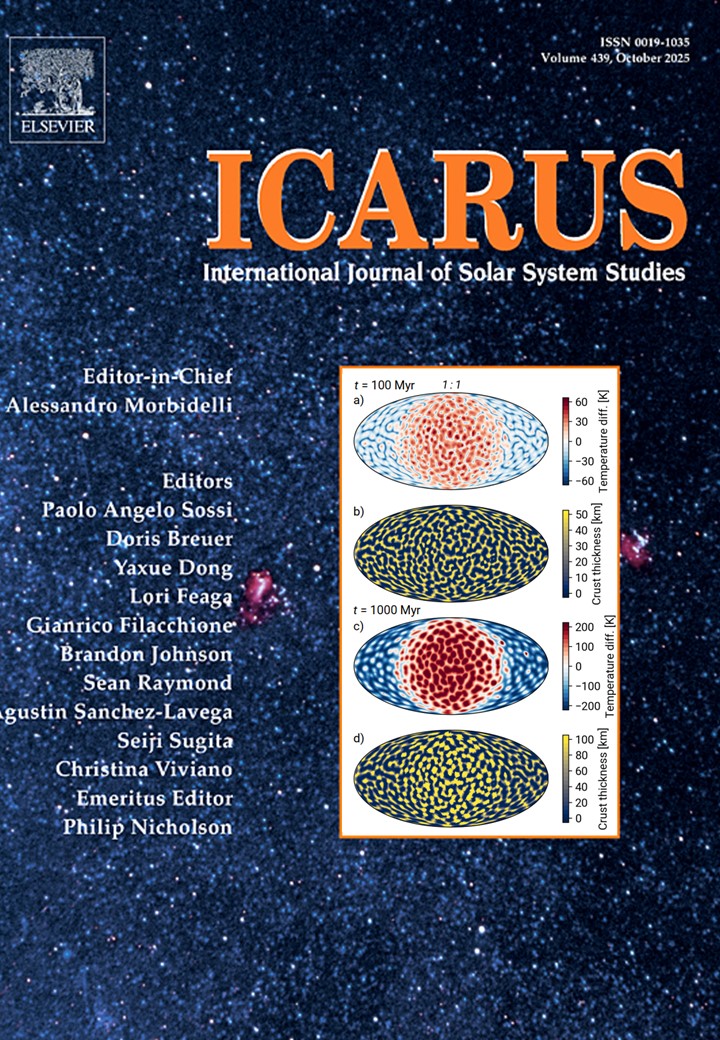 ISSN 0019-1035
Volume 439, October 2025
ELSEVIER
ICARUS
International Journal of Solar System Studies
Editor-in-Chief
Alessandro Morbidelli
Editors
Paolo Angelo Sossi
Doris Breuer
Yaxue Dong
Lori Feaga
Gianrico Filacchione
Brandon Johnson
Sean Raymond
Agustin Sanchez-Lavega
Seiji Sugita
Christina Viviano
Emeritus Editor
Philip Nicholson
t = 100 Myr 1:1
a)
60
30
0
−30
−60
Temperature diff. [K]
b)
50
40
30
20
10
0
Crust thickness [km]
t = 1000 Myr
c)
200
100
0
−100
−200
Temperature diff. [K]
d)
100
80
60
40
20
0
Crust thickness [km]